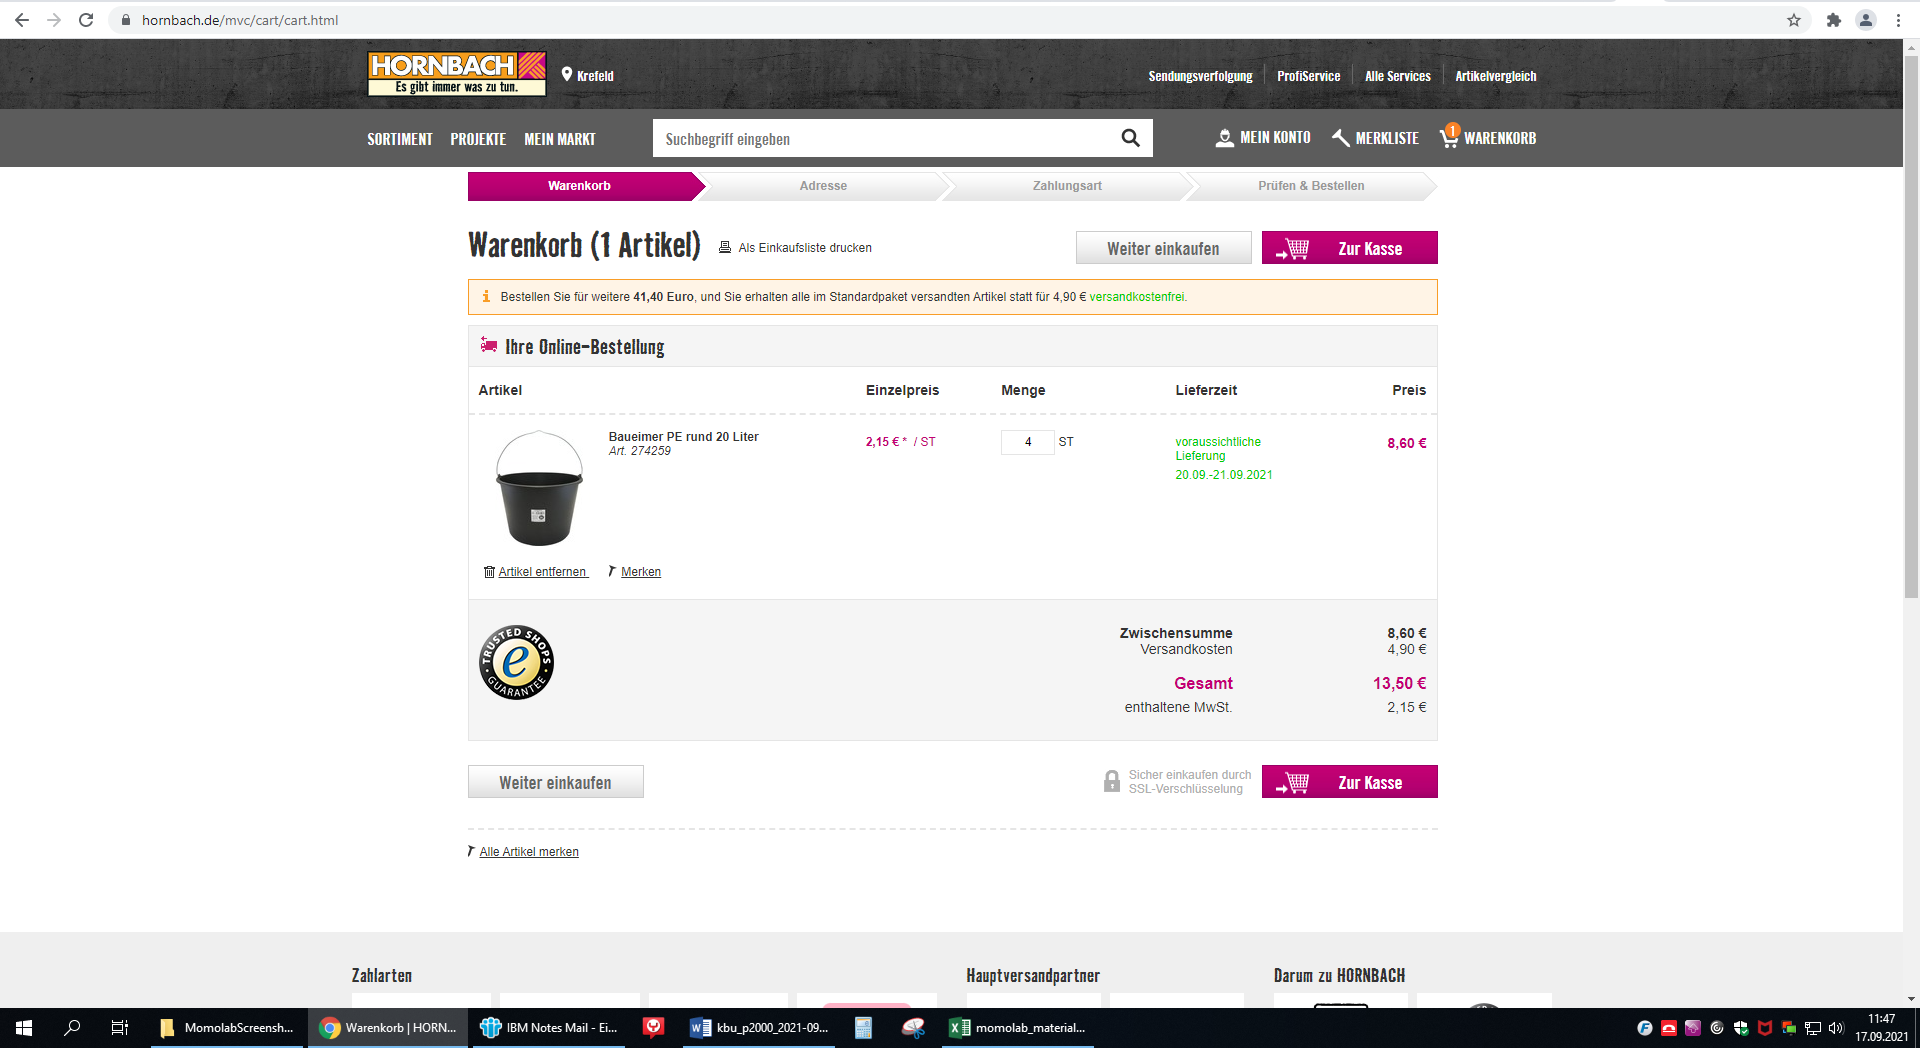 hornbach.de/mvc/cart/cart.html
HORNBACH
Es gibt immer was zu tun.
Krefeld
Sendungsverfolgung
ProfiService
Alle Services
Artikelvergleich
SORTIMENT
PROJEKTE
MEIN MARKT
Suchbegriff eingeben
MEIN KONTO
MERKLISTE
1
WARENKORB
Warenkorb
Adresse
Zahlungsart
Prüfen & Bestellen
Warenkorb (1 Artikel)
Als Einkaufsliste drucken
Weiter einkaufen
Zur Kasse
Bestellen Sie für weitere 41,40 Euro, und Sie erhalten alle im Standardpaket versandten Artikel statt für 4,90 € versandkostenfrei.
Ihre Online-Bestellung
Artikel
Einzelpreis
Menge
Lieferzeit
Preis
Baueimer PE rund 20 Liter
Art. 274259
2,15 € * / ST
4 ST
voraussichtliche
Lieferung
20.09.-21.09.2021
8,60 €
Artikel entfernen
Merken
TRUSTED SHOPS
e
GUARANTEE
Zwischensumme 8,60 €
Versandkosten 4,90 €
Gesamt 13,50 €
enthaltene MwSt. 2,15 €
Weiter einkaufen
Sicher einkaufen durch
SSL-Verschlüsselung
Zur Kasse
Alle Artikel merken
Zahlarten
Hauptversandpartner
Darum zu HORNBACH
MomolabScreensh...
Warenkorb | HORN...
IBM Notes Mail - Ei...
kbu_p2000_2021-09...
momolab_material...
11:47
17.09.2021